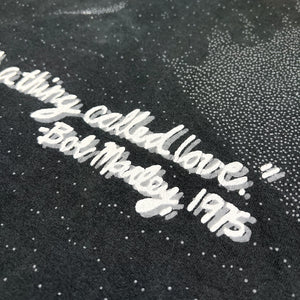 a thing called love."
-Bob Marley, 1975